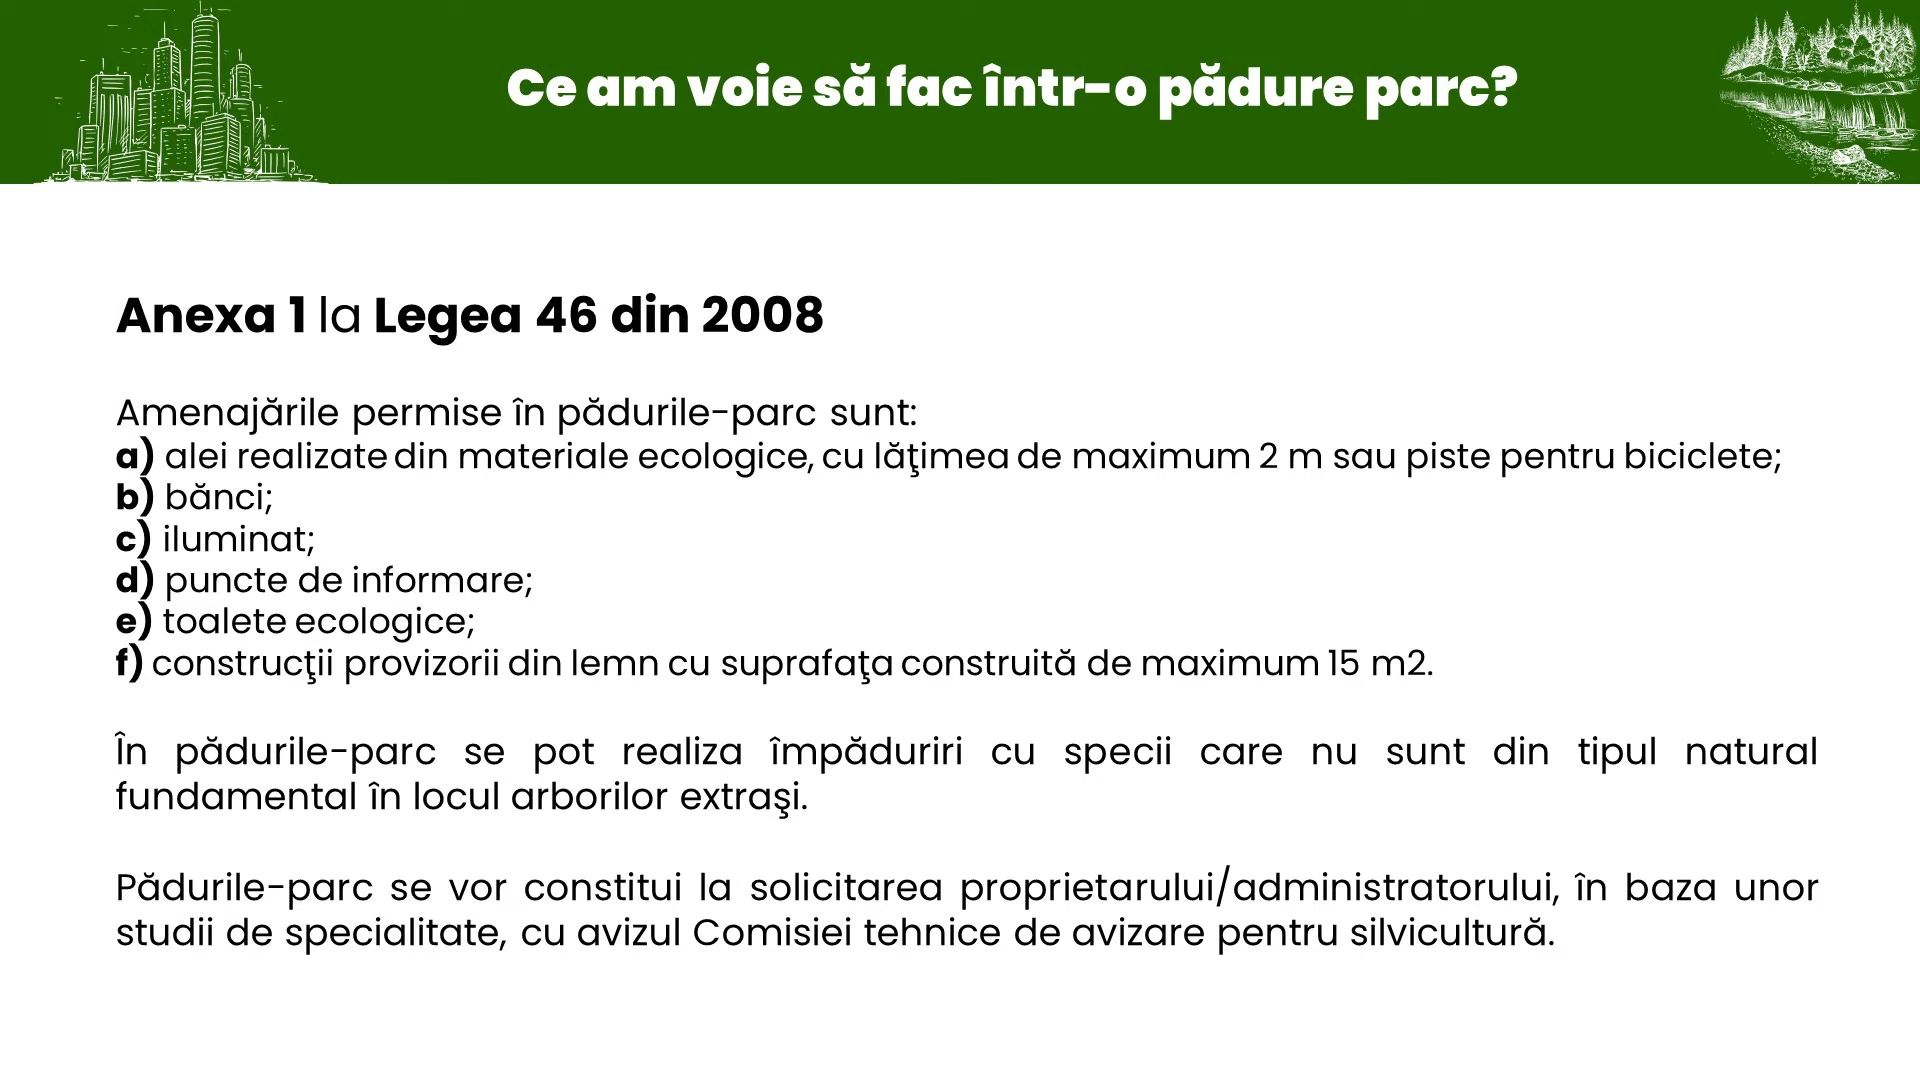 Ce am voie să fac într-o pădure parc?
Anexa 1 la Legea 46 din 2008
Amenajările permise în pădurile-parc sunt:
a) alei realizate din materiale ecologice, cu lăţimea de maximum 2 m sau piste pentru biciclete;
b) bănci;
c) iluminat;
d) puncte de informare;
e) toalete ecologice;
f) construcţii provizorii din lemn cu suprafaţa construită de maximum 15 m2.
În pădurile-parc se pot realiza împăduriri cu specii care nu sunt din tipul natural
fundamental în locul arborilor extraşi.
Pădurile-parc se vor constitui la solicitarea proprietarului/administratorului, în baza unor
studii de specialitate, cu avizul Comisiei tehnice de avizare pentru silvicultură.